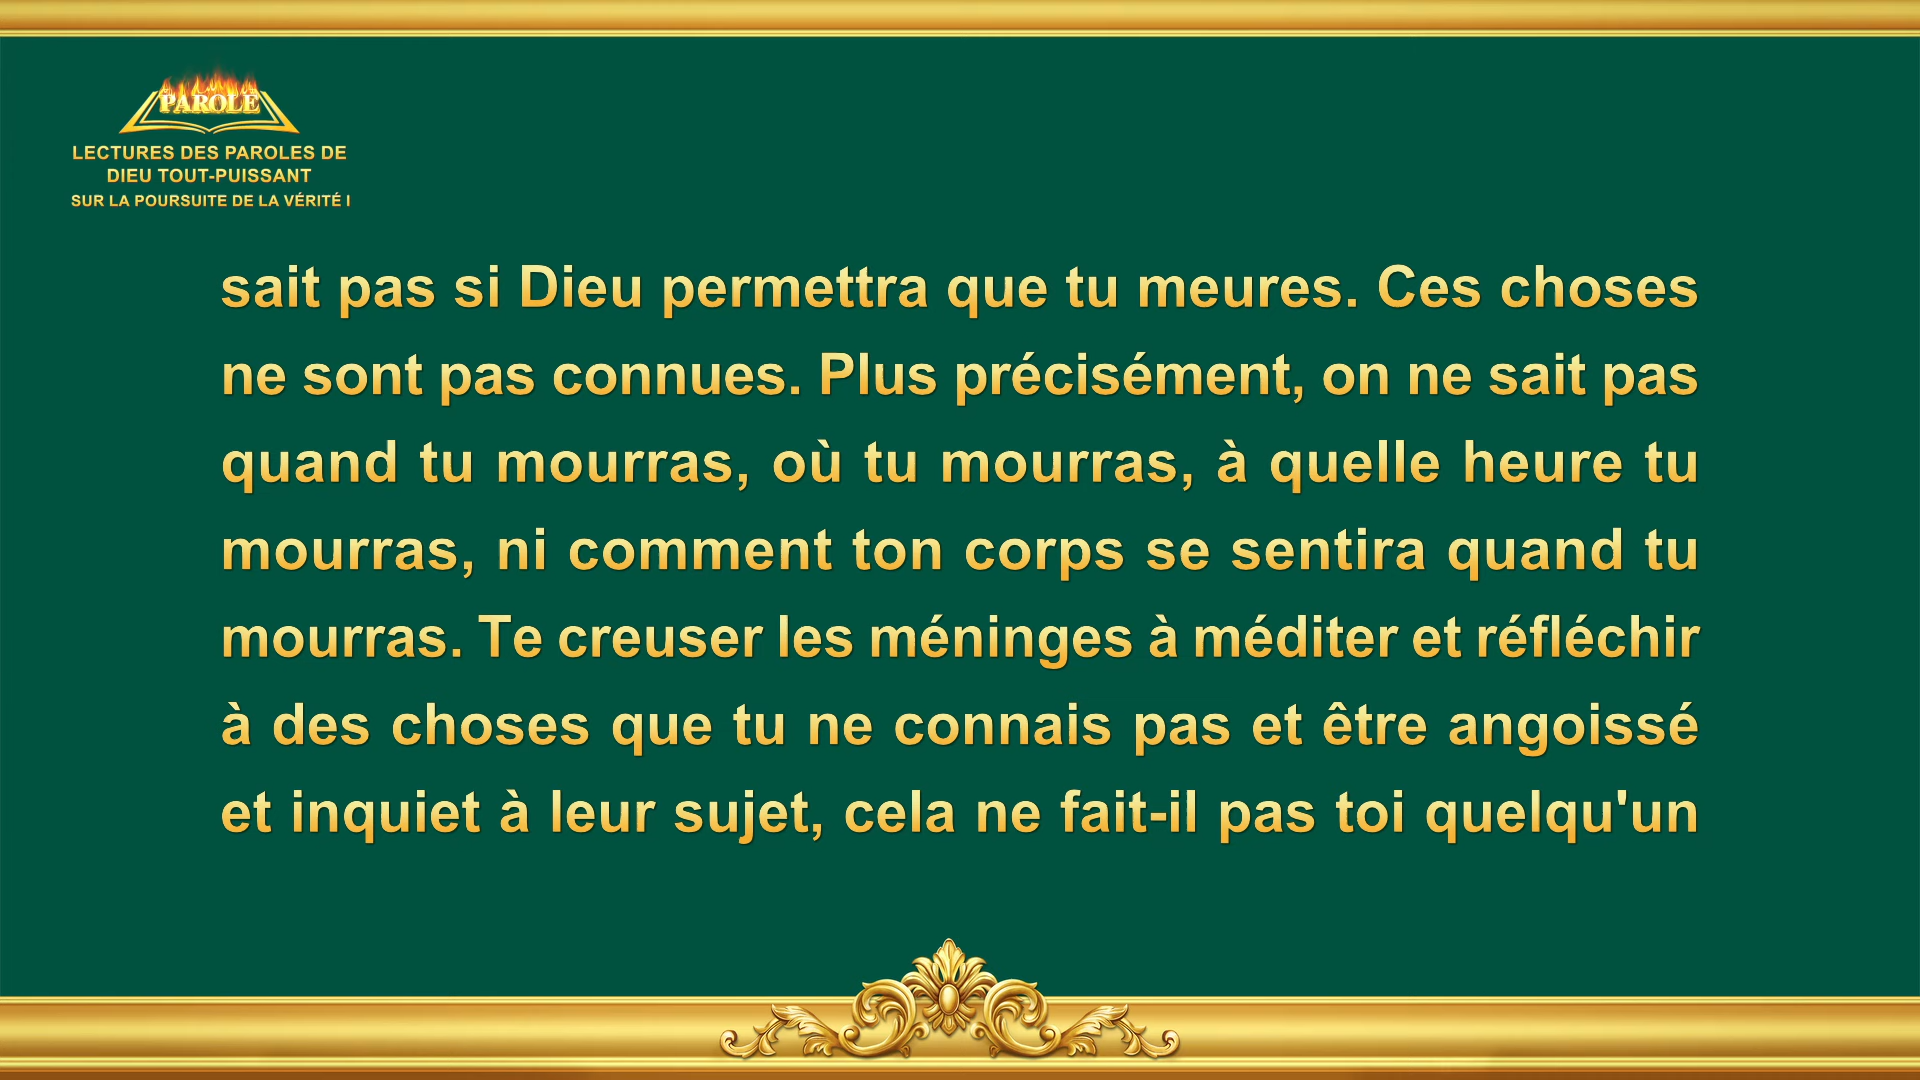 PAROLE
LECTURES DES PAROLES DE
DIEU TOUT-PUISSANT
SUR LA POURSUITE DE LA VÉRITÉ I
sait pas si Dieu permettra que tu meures. Ces choses
ne sont pas connues. Plus précisément, on ne sait pas
quand tu mourras, où tu mourras, à quelle heure tu
mourras, ni comment ton corps se sentira quand tu
mourras. Te creuser les méninges à méditer et réfléchir
à des choses que tu ne connais pas et être angoissé
et inquiet à leur sujet, cela ne fait-il pas toi quelqu'un